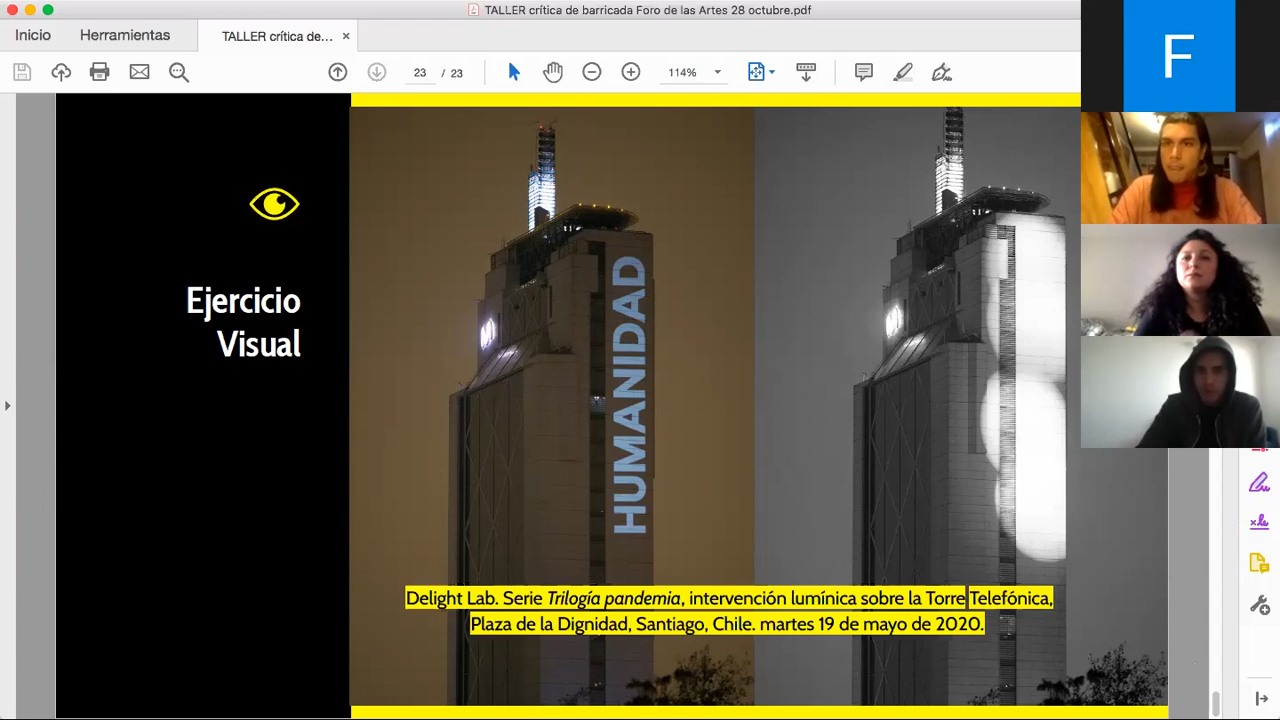 TALLER crítica de barricada Foro de las Artes 28 octubre.pdf
Inicio
Herramientas
TALLER crítica de...
23 / 23
114%
F
Ejercicio
Visual
HUMANIDAD
Delight Lab. Serie Trilogía pandemia, intervención lumínica sobre la Torre Telefónica,
Plaza de la Dignidad, Santiago, Chile. martes 19 de mayo de 2020.